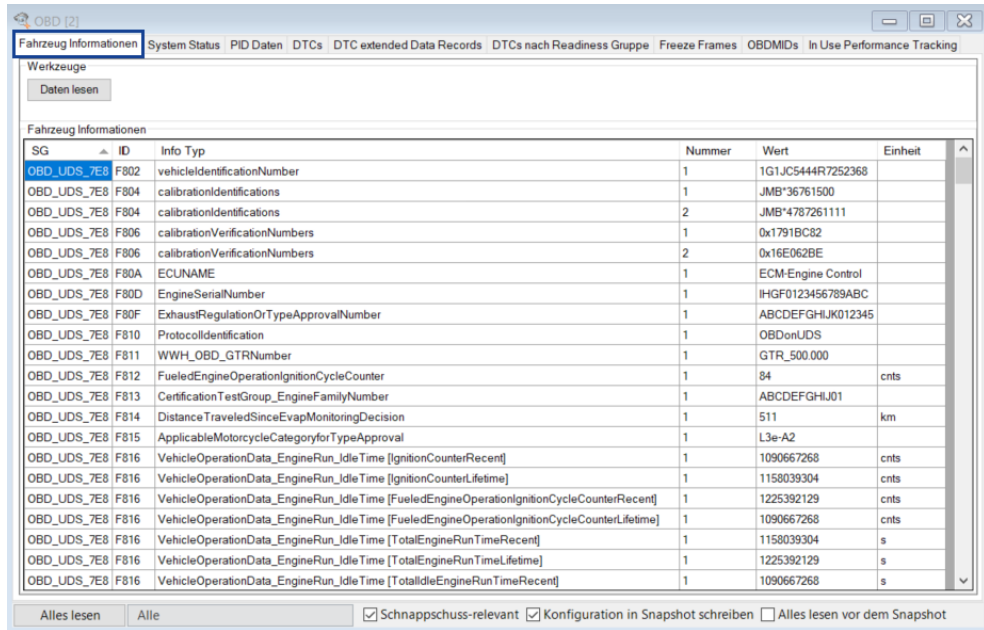 OBD [2]
Fahrzeug Informationen System Status PID Daten DTCs DTC extended Data Records DTCs nach Readiness Gruppe Freeze Frames OBDMIDs In Use Performance Tracking
Werkzeuge
Daten lesen
Fahrzeug Informationen
SG ID Info Typ Nummer Wert Einheit
OBD_UDS_7E8 F802 vehicleIdentificationNumber 1 1G1JC5444R7252368
OBD_UDS_7E8 F804 calibrationIdentifications 1 JMB*36761500
OBD_UDS_7E8 F804 calibrationIdentifications 2 JMB*4787261111
OBD_UDS_7E8 F806 calibrationVerificationNumbers 1 0x1791BC82
OBD_UDS_7E8 F806 calibrationVerificationNumbers 2 0x16E062BE
OBD_UDS_7E8 F80A ECUNAME 1 ECM-Engine Control
OBD_UDS_7E8 F80D EngineSerialNumber 1 IHGF0123456789ABC
OBD_UDS_7E8 F80F ExhaustRegulationOrTypeApprovalNumber 1 ABCDEFGHIJK012345
OBD_UDS_7E8 F810 ProtocolIdentification 1 OBDonUDS
OBD_UDS_7E8 F811 WWH_OBD_GTRNumber 1 GTR_500.000
OBD_UDS_7E8 F812 FueledEngineOperationIgnitionCycleCounter 1 84 cnts
OBD_UDS_7E8 F813 CertificationTestGroup_EngineFamilyNumber 1 ABCDEFGHIJ01
OBD_UDS_7E8 F814 DistanceTraveledSinceEvapMonitoringDecision 1 511 km
OBD_UDS_7E8 F815 ApplicableMotorcycleCategoryforTypeApproval 1 L3e-A2
OBD_UDS_7E8 F816 VehicleOperationData_EngineRun_IdleTime [IgnitionCounterRecent] 1 1090667268 cnts
OBD_UDS_7E8 F816 VehicleOperationData_EngineRun_IdleTime [IgnitionCounterLifetime] 1 1158039304 cnts
OBD_UDS_7E8 F816 VehicleOperationData_EngineRun_IdleTime [FueledEngineOperationIgnitionCycleCounterRecent] 1 1225392129 cnts
OBD_UDS_7E8 F816 VehicleOperationData_EngineRun_IdleTime [FueledEngineOperationIgnitionCycleCounterLifetime] 1 1090667268 cnts
OBD_UDS_7E8 F816 VehicleOperationData_EngineRun_IdleTime [TotalEngineRunTimeRecent] 1 1158039304 s
OBD_UDS_7E8 F816 VehicleOperationData_EngineRun_IdleTime [TotalEngineRunTimeLifetime] 1 1225392129 s
OBD_UDS_7E8 F816 VehicleOperationData_EngineRun_IdleTime [TotalIdleEngineRunTimeRecent] 1 1090667268 s
Alles lesen Alle Schnappschuss-relevant Konfiguration in Snapshot schreiben Alles lesen vor dem Snapshot